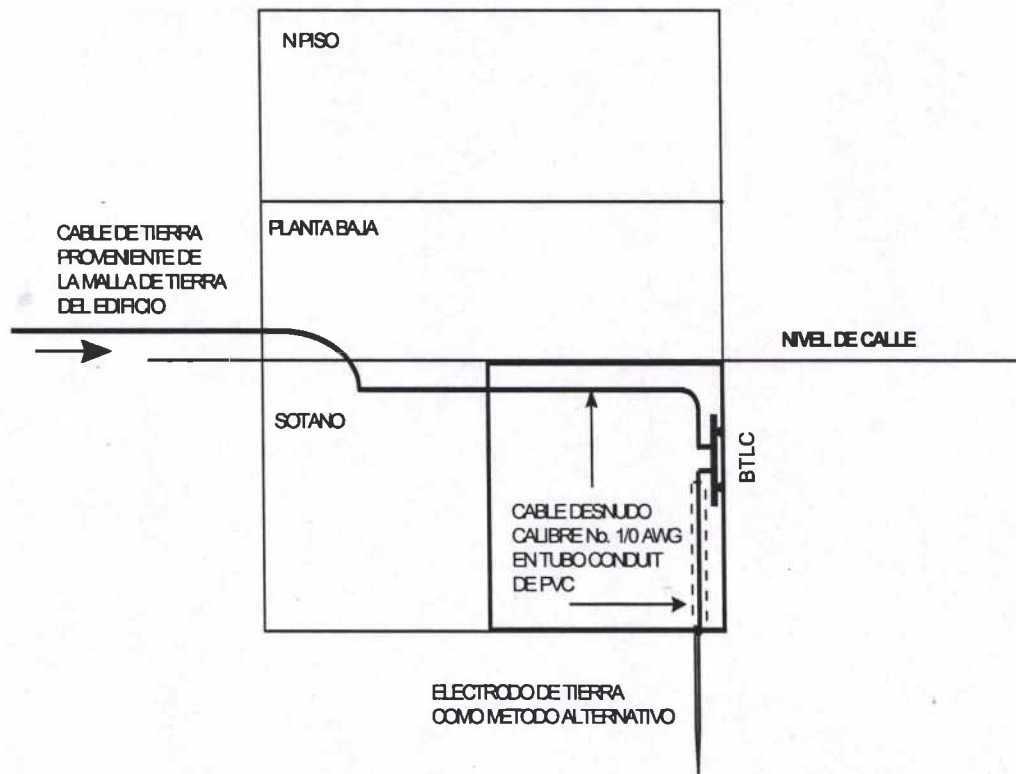 N PISO
PLANTA BAJA
CABLE DE TIERRA
PROVENIENTE DE
LA MALLA DE TIERRA
DEL EDIFICIO
NIVEL DE CALLE
SOTANO
BTLC
CABLE DESNUDO
CALIBRE No. 1/0 AWG
EN TUBO CONDUIT
DE PVC
ELECTRODO DE TIERRA
COMO METODO ALTERNATIVO